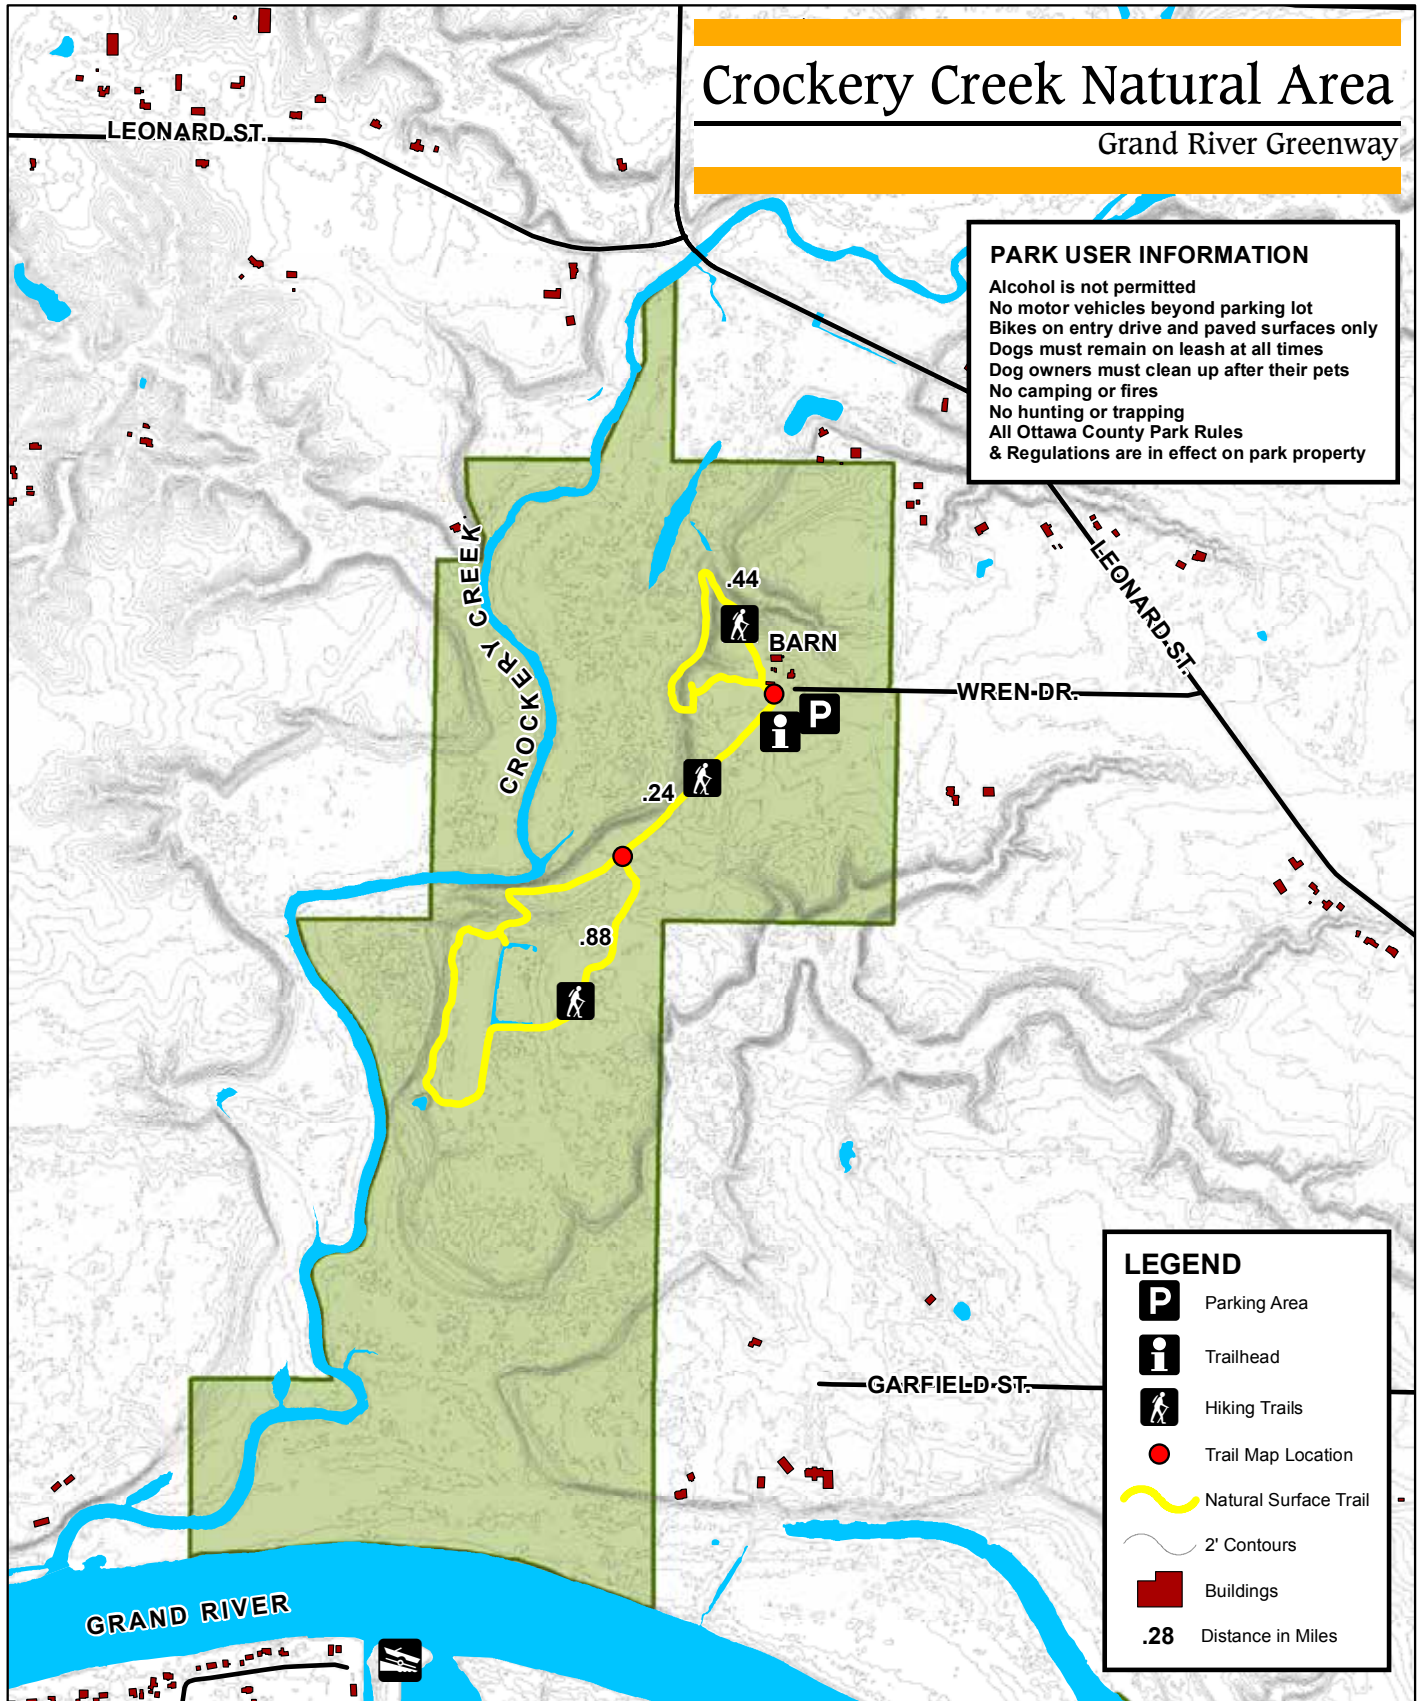 Crockery Creek Natural Area
Grand River Greenway
LEONARD ST.
PARK USER INFORMATION
Alcohol is not permitted
No motor vehicles beyond parking lot
Bikes on entry drive and paved surfaces only
Dogs must remain on leash at all times
Dog owners must clean up after their pets
No camping or fires
No hunting or trapping
All Ottawa County Park Rules
& Regulations are in effect on park property
CROCKERY CREEK
LEONARD ST.
.44
BARN
WREN DR.
P
i
.24
.88
GARFIELD ST.
GRAND RIVER
LEGEND
P Parking Area
i Trailhead
Hiking Trails
Trail Map Location
Natural Surface Trail
2' Contours
Buildings
.28 Distance in Miles